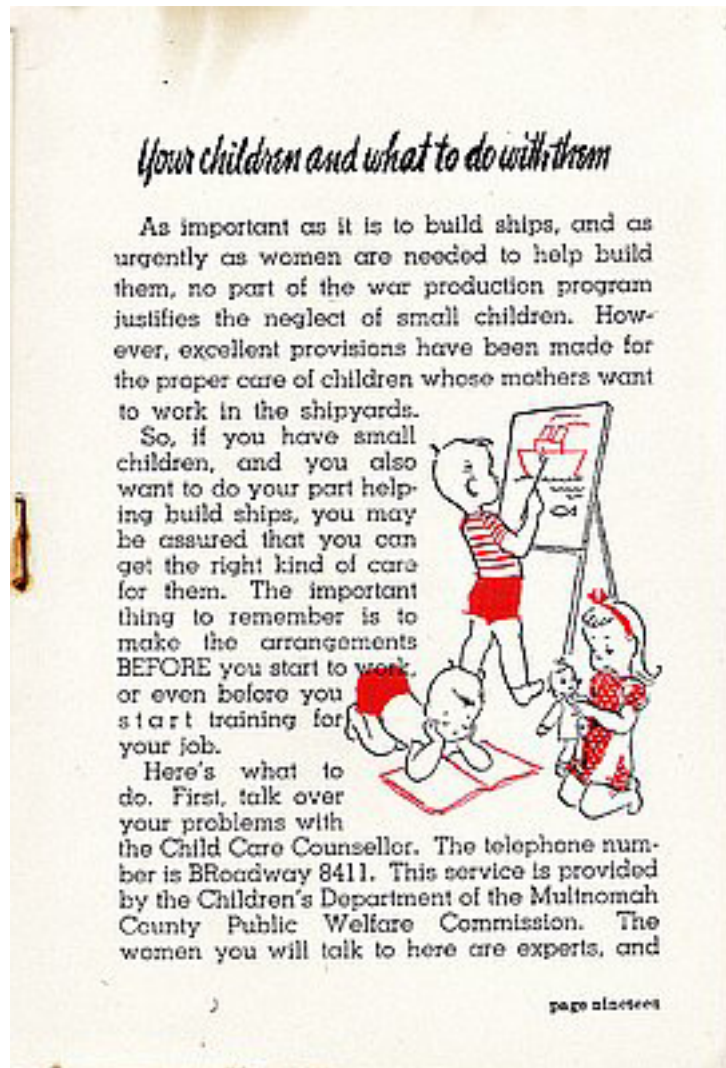 Your children and what to do with them
As important as it is to build ships, and as
urgently as women are needed to help build
them, no part of the war production program
justifies the neglect of small children. How-
ever, excellent provisions have been made for
the proper care of children whose mothers want
to work in the shipyards.
So, if you have small
children, and you also
want to do your part help-
ing build ships, you may
be assured that you can
get the right kind of care
for them. The important
thing to remember is to
make the arrangements
BEFORE you start to work,
or even before you
start training for
your job.
Here's what to
do. First, talk over
your problems with
the Child Care Counsellor. The telephone num-
ber is BRoadway 8411. This service is provided
by the Children's Department of the Multnomah
County Public Welfare Commission. The
women you will talk to here are experts, and
page nineteen